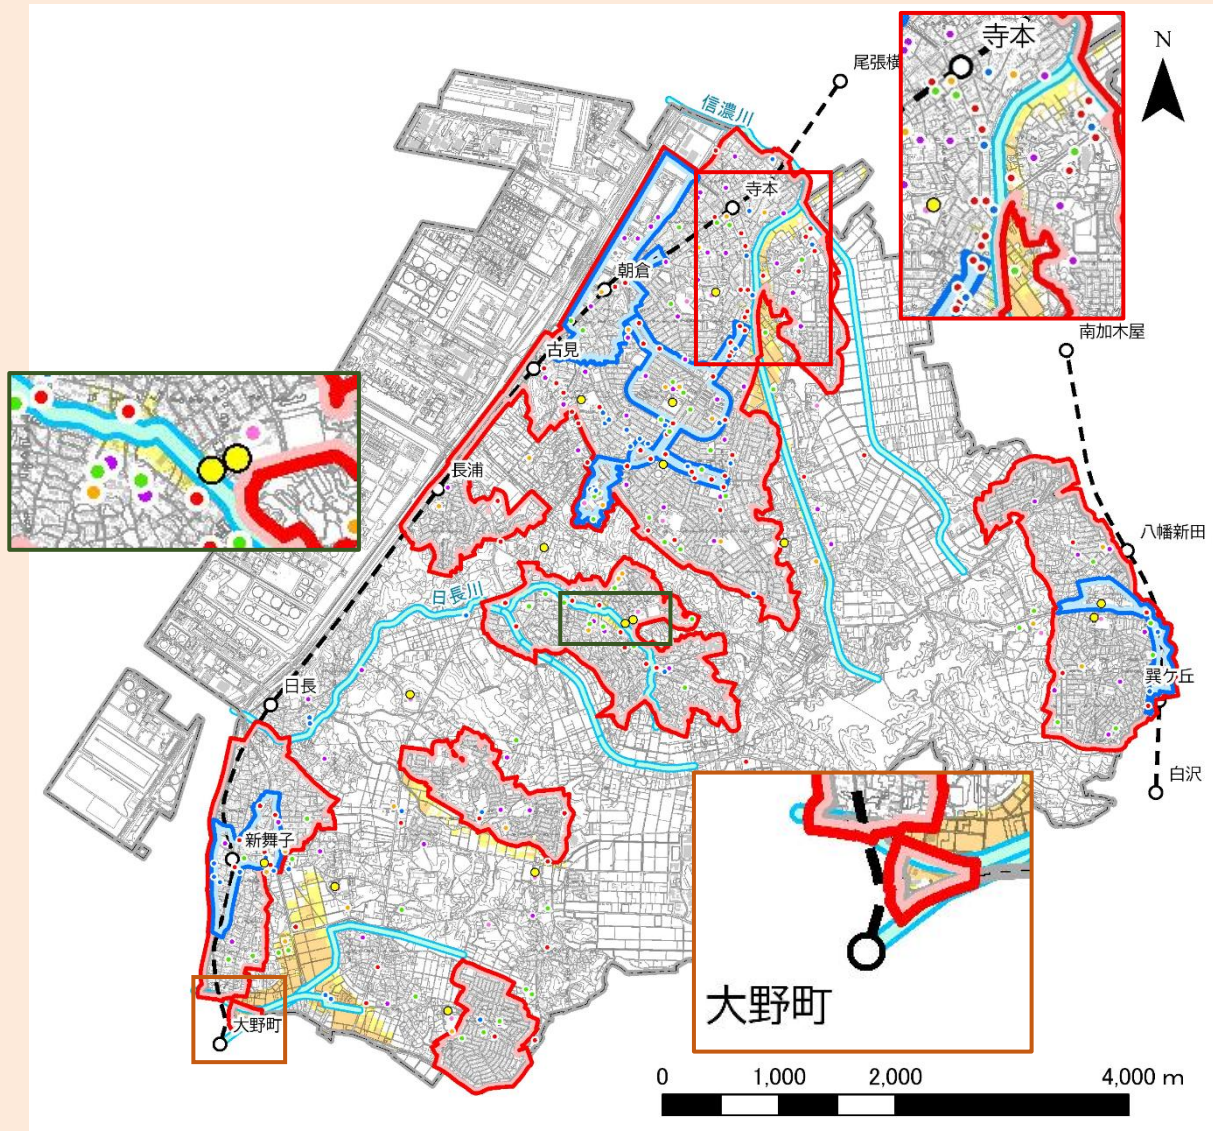 寺本
N
尾張横
信濃川
寺本
朝倉
南加木屋
古見
長浦
八幡新田
日長川
巽ケ丘
日長
白沢
新舞子
大野町
大野町
0 1,000 2,000 4,000 m